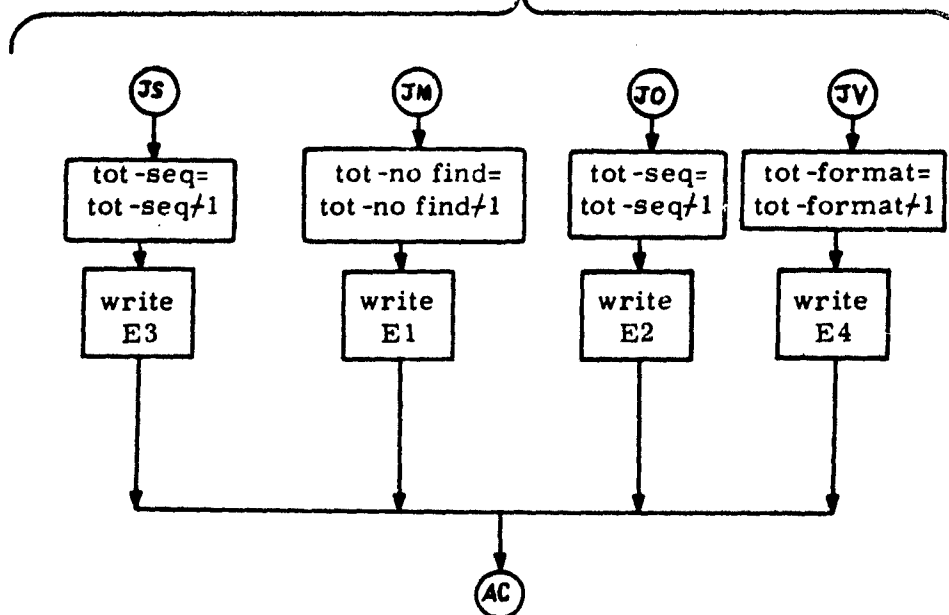 JS
JM
JO
JV
tot-seq=
tot-seq+1
tot-no find=
tot-no find+1
tot-seq=
tot-seq+1
tot-format=
tot-format+1
write
E3
write
E1
write
E2
write
E4
AC